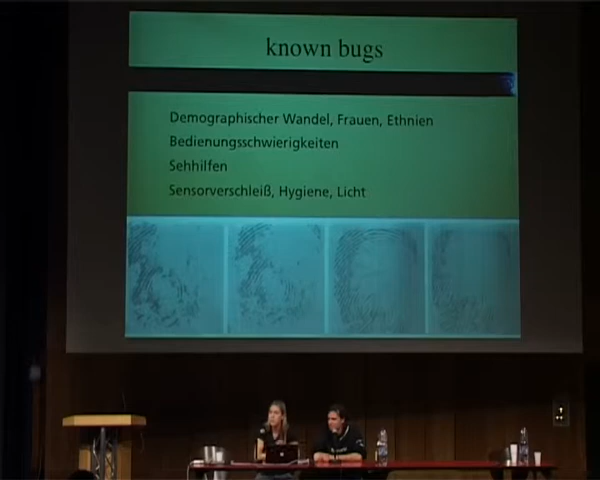 known bugs
Demographischer Wandel, Frauen, Ethnien
Bedienungsschwierigkeiten
Sehhilfen
Sensorverschleiß, Hygiene, Licht